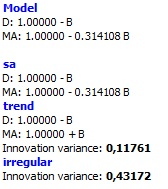 Model
D: 1.00000 - B
MA: 1.00000 - 0.314108 B
sa
D: 1.00000 - B
MA: 1.00000 - 0.314108 B
trend
D: 1.00000 - B
MA: 1.00000 + B
Innovation variance: 0,11761
irregular
Innovation variance: 0,43172